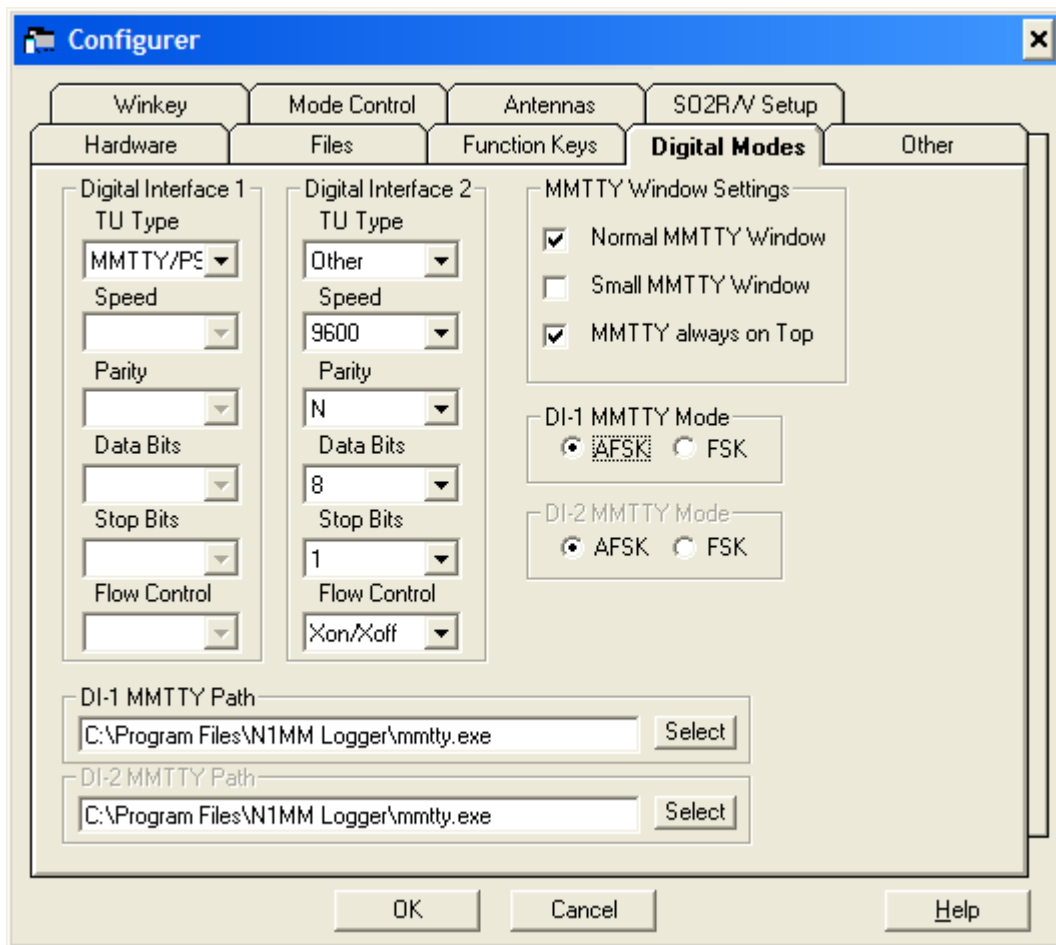 Configurer
Winkey Mode Control Antennas SO2R/V Setup
Hardware Files Function Keys Digital Modes Other
Digital Interface 1
TU Type
MMTTY/PS
Speed
Parity
Data Bits
Stop Bits
Flow Control
Digital Interface 2
TU Type
Other
Speed
9600
Parity
N
Data Bits
8
Stop Bits
1
Flow Control
Xon/Xoff
MMTTY Window Settings
Normal MMTTY Window
Small MMTTY Window
MMTTY always on Top
DI-1 MMTTY Mode
AFSK FSK
DI-2 MMTTY Mode
AFSK FSK
DI-1 MMTTY Path
C:\Program Files\N1MM Logger\mmtty.exe Select
DI-2 MMTTY Path
C:\Program Files\N1MM Logger\mmtty.exe Select
OK Cancel Help